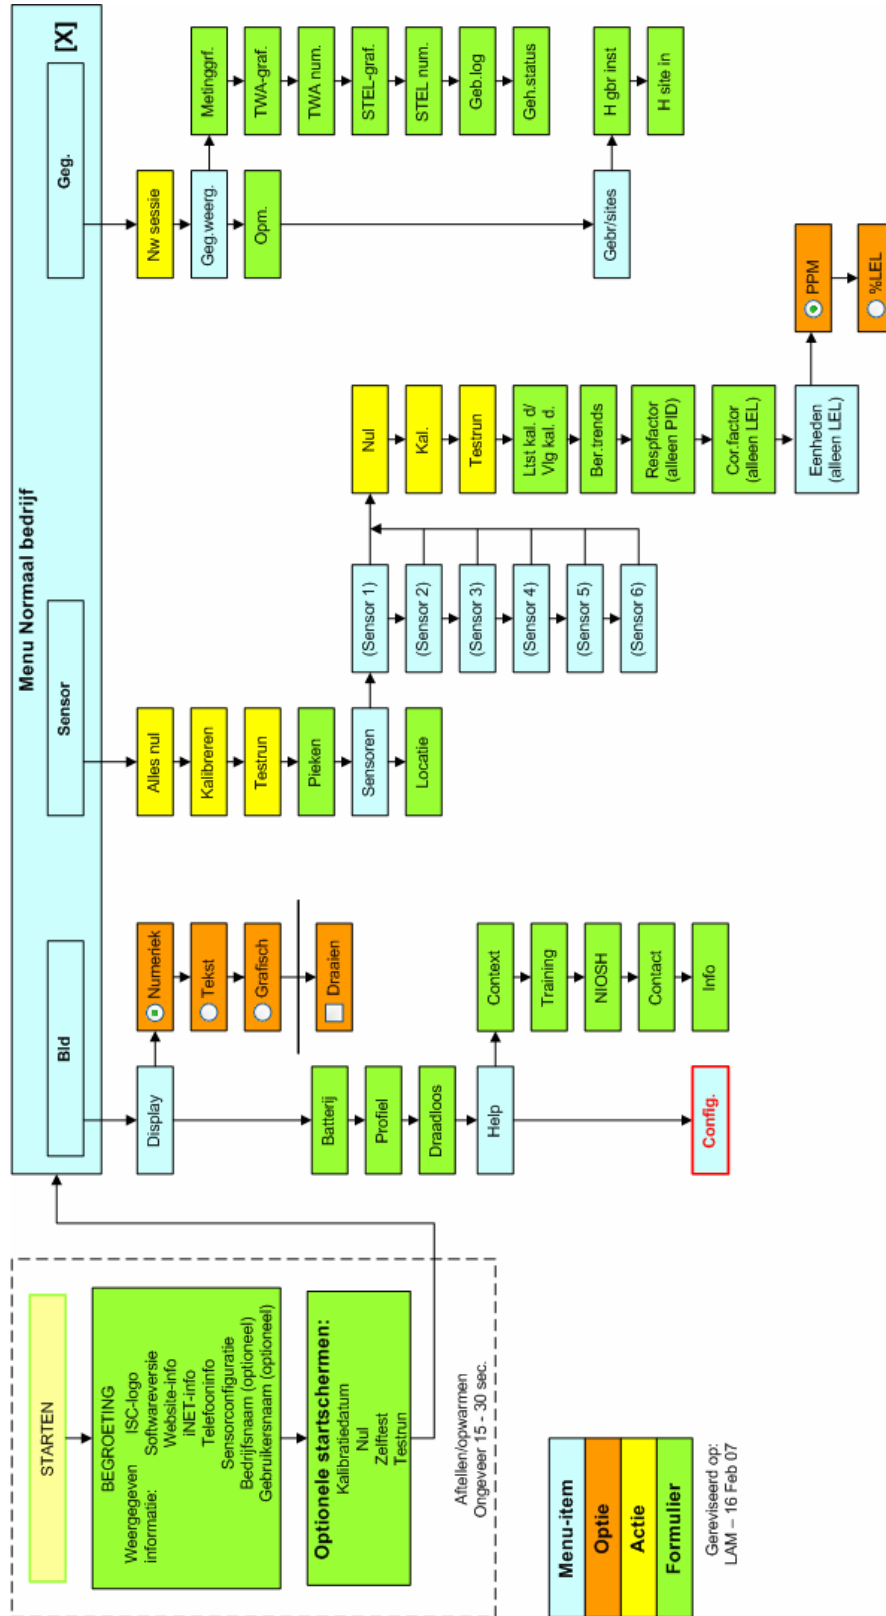 STARTEN
BEGROETING
Weergegeven
informatie:
ISC-logo
Softwareversie
Website-info
iNET-info
Telefooninfo
Sensorconfiguratie
Bedrijfsnaam (optioneel)
Gebruikersnaam (optioneel)
Optionele startschermen:
Kalibratiedatum
Nul
Zelftest
Testrun
Aftellen/opwarmen
Ongeveer 15 - 30 sec.
Menu-item
Optie
Actie
Formulier
Gereviseerd op:
LAM – 16 Feb 07
Menu Normaal bedrijf
[X]
Bld
Display
Numeriek
Tekst
Grafisch
Draaien
Batterij
Profiel
Draadloos
Help
Context
Training
NIOSH
Contact
Info
Config.
Sensor
Alles nul
Kalibreren
Testrun
Pieken
Sensoren
Locatie
(Sensor 1)
(Sensor 2)
(Sensor 3)
(Sensor 4)
(Sensor 5)
(Sensor 6)
Nul
Kal.
Testrun
Ltst kal. d/
Vlg kal. d.
Ber.trends
Respfactor
(alleen PID)
Cor.factor
(alleen LEL)
Eenheden
(alleen LEL)
PPM
%LEL
Geg.
Nw sessie
Geg.weerg.
Opm.
Metinggrf.
TWA-graf.
TWA num.
STEL-graf.
STEL num.
Geb.log
Geh.status
Gebr/sites
H gbr inst
H site in